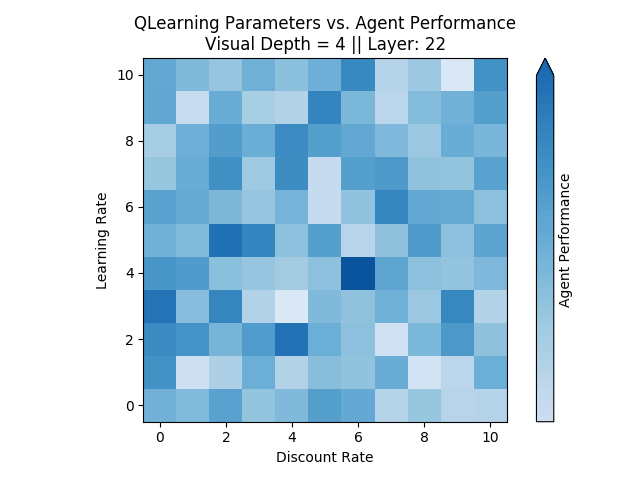 QLearning Parameters vs. Agent Performance
Visual Depth = 4 || Layer: 22
10
8
6
4
2
0
Learning Rate
0 2 4 6 8 10
Discount Rate
Agent Performance